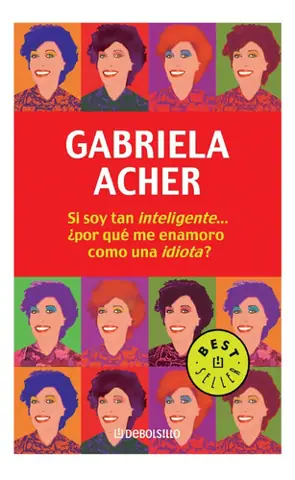 GABRIELA
ACHER
Si soy tan inteligente...
¿por qué me enamoro
como una idiota?
BEST
SELLER
DEBOLSILLO